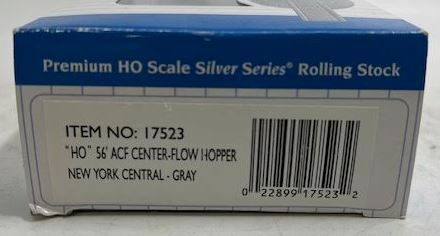 Premium HO Scale Silver Series® Rolling Stock
ITEM NO: 17523
"HO" 56' ACF CENTER-FLOW HOPPER
NEW YORK CENTRAL - GRAY
0 22899 17523 2